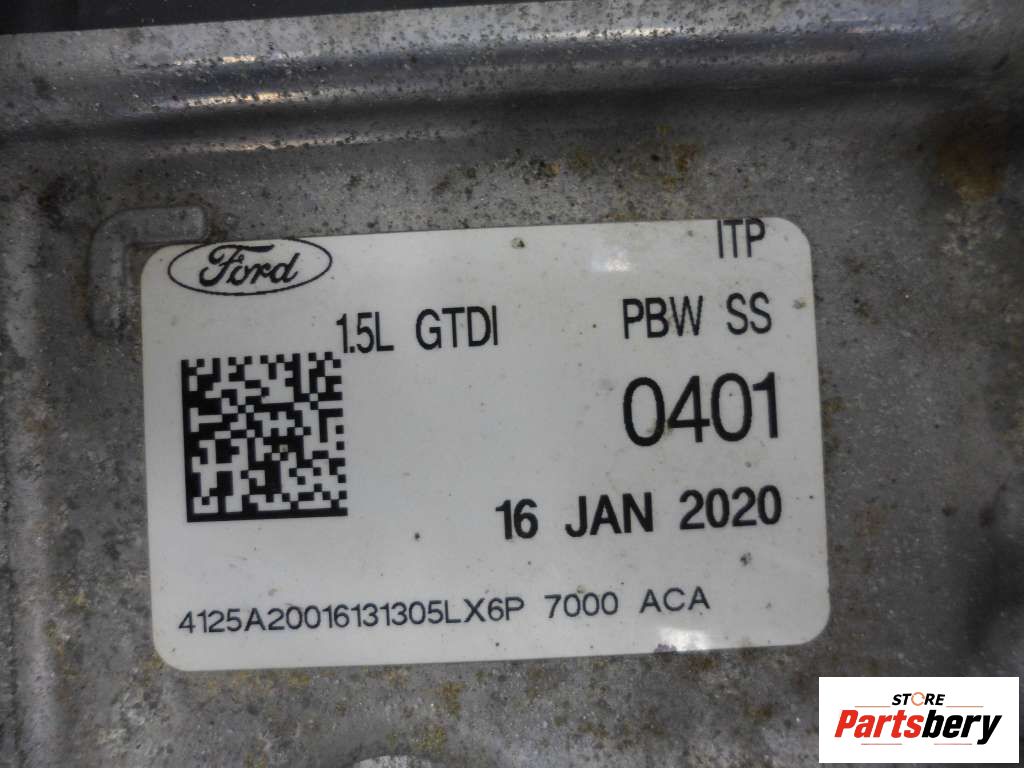 Ford
ITP
1.5L GTDI PBW SS
0401
16 JAN 2020
4125A20016131305LX6P 7000 ACA
STORE
Partsbery